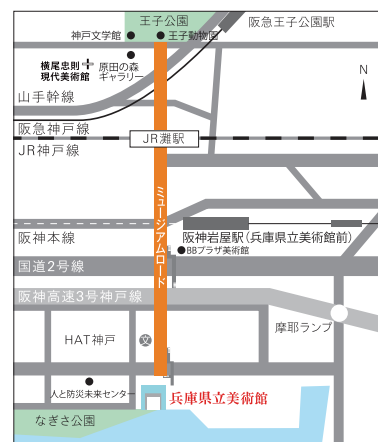 王子公園
阪急王子公園駅
神戸文学館
王子動物園
横尾忠則
現代美術館
原田の森
ギャラリー
N
山手幹線
阪急神戸線
JR灘駅
JR神戸線
ミュージアムロード
阪神本線
阪神岩屋駅(兵庫県立美術館前)
BBプラザ美術館
国道2号線
阪神高速3号神戸線
摩耶ランプ
HAT神戸
文
人と防災未来センター
兵庫県立美術館
なぎさ公園